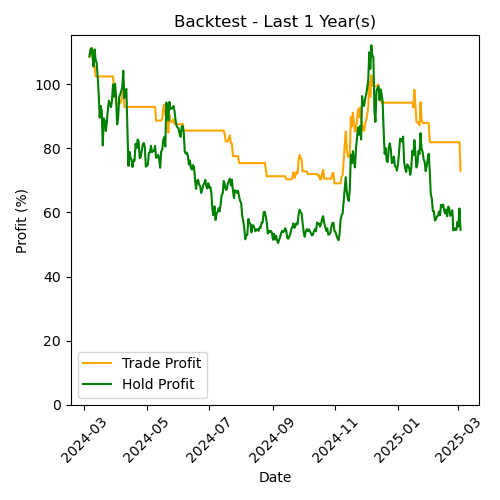 Backtest - Last 1 Year(s)
Profit (%)
100
80
60
40
20
0
Trade Profit
Hold Profit
2024-03
2024-05
2024-07
2024-09
2024-11
2025-01
2025-03
Date